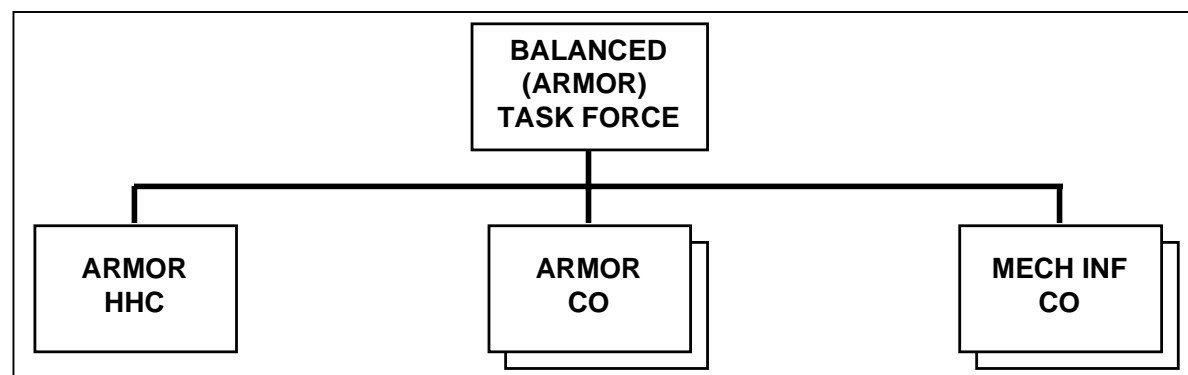 BALANCED
(ARMOR)
TASK FORCE
ARMOR
HHC
ARMOR
CO
MECH INF
CO